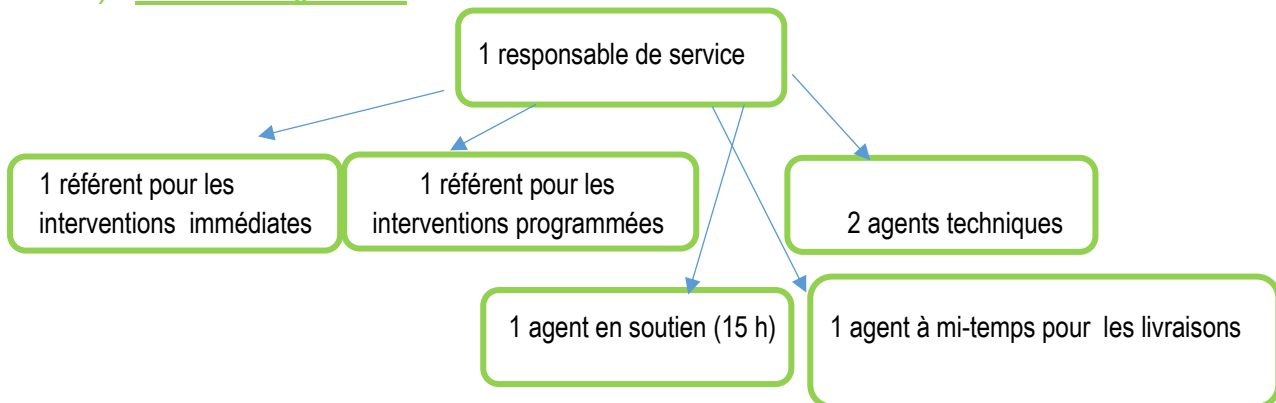 1 responsable de service
1 référent pour les
interventions immédiates
1 référent pour les
interventions programmées
2 agents techniques
1 agent en soutien (15 h)
1 agent à mi-temps pour les livraisons